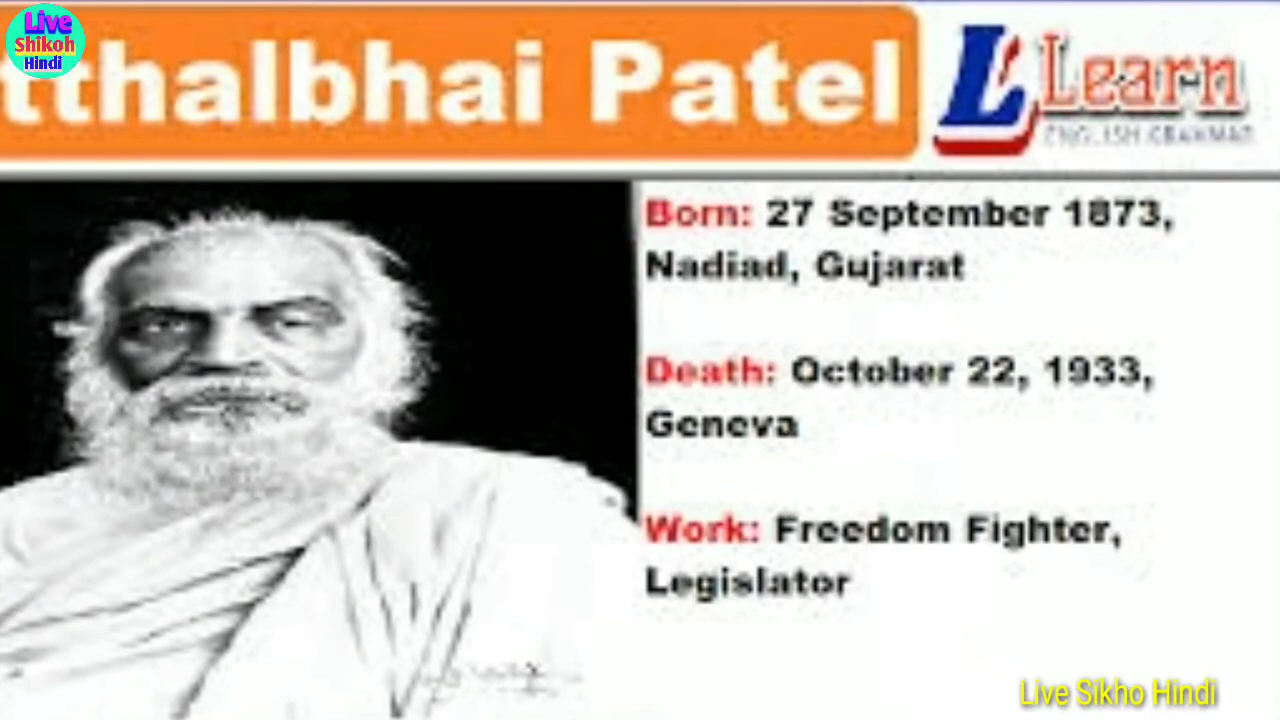 Live
Shikoh
Hindi
tthalbhai Patel
Learn
ENGLISH GRAMMAR
Born: 27 September 1873,
Nadiad, Gujarat
Death: October 22, 1933,
Geneva
Work: Freedom Fighter,
Legislator
Live Sikho Hindi